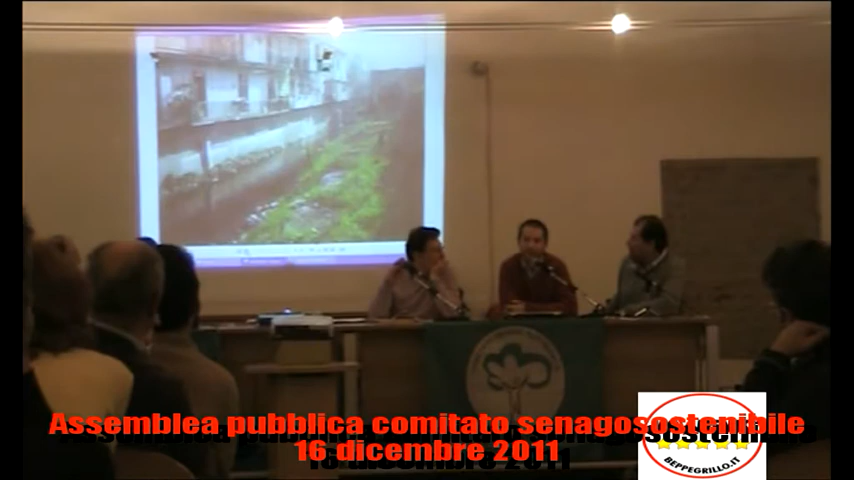 Assemblea pubblica comitato senagosostenibile
16 dicembre 2011
BEPPEGRILLO.IT